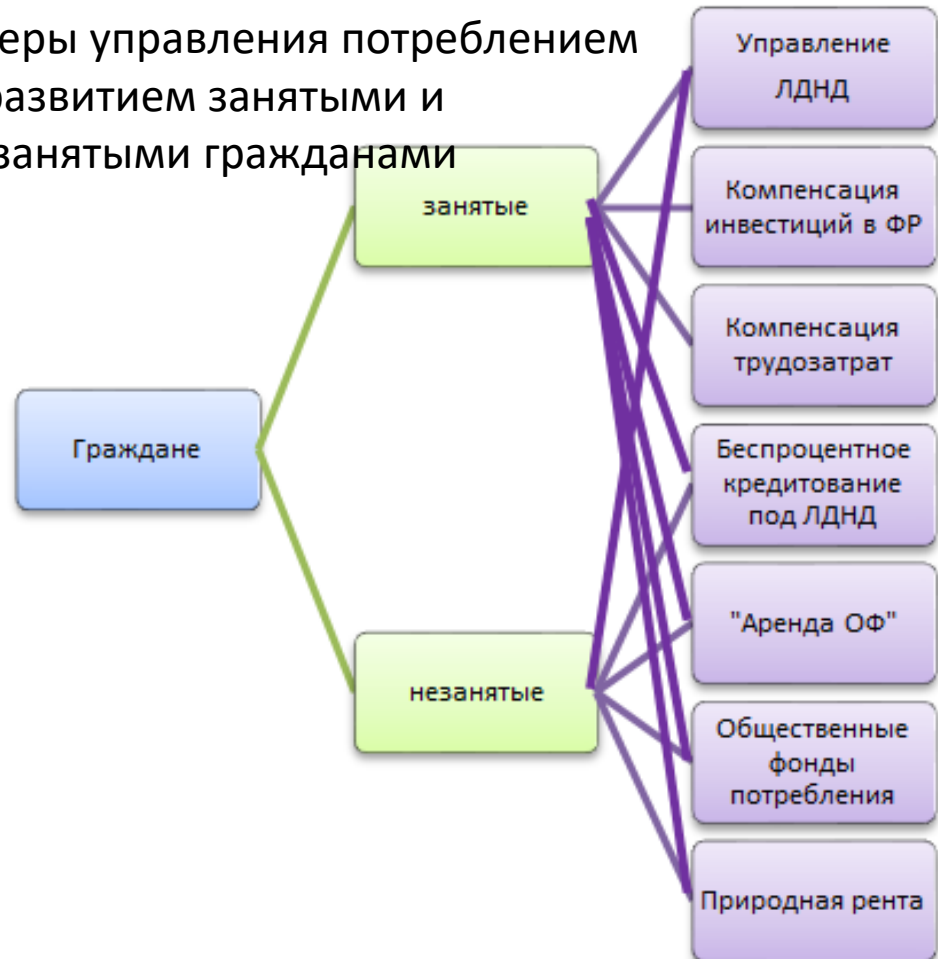 еры управления потреблением
развитием занятыми и
занятыми гражданами
Управление
ЛДНД
занятые
Компенсация
инвестиций в ФР
Компенсация
трудозатрат
Граждане
Беспроцентное
кредитование
под ЛДНД
"Аренда ОФ"
незанятые
Общественные
фонды
потребления
Природная рента